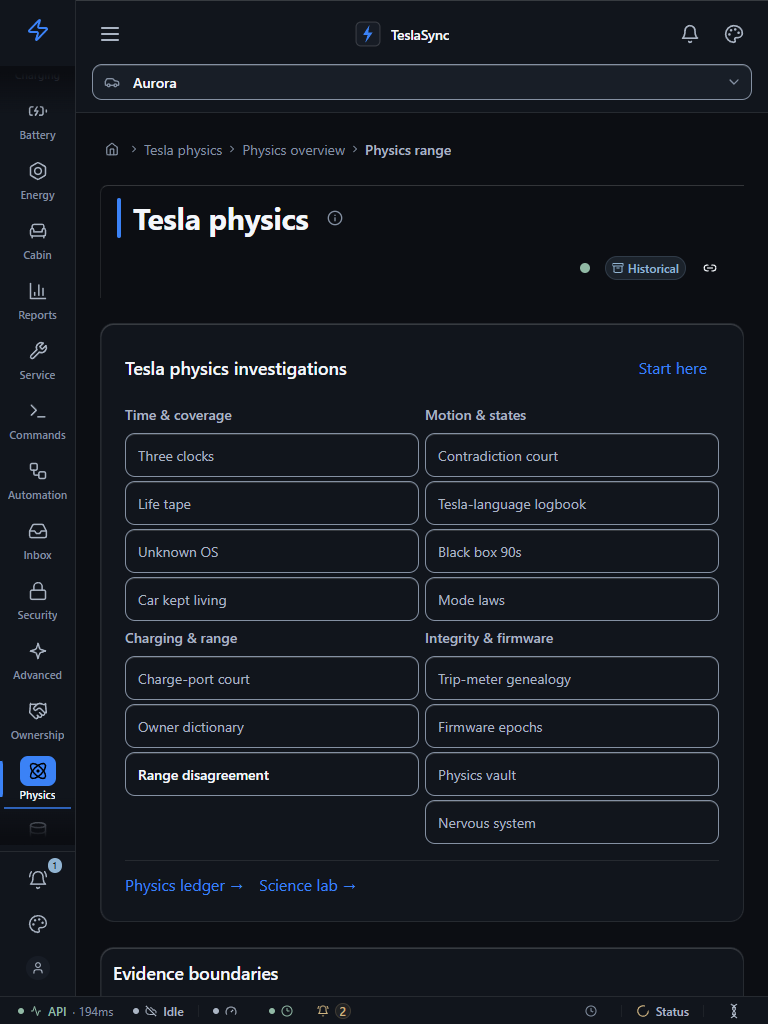 TeslaSync
Aurora
Charging
Battery
Energy
Cabin
Reports
Service
Commands
Automation
Inbox
Security
Advanced
Ownership
Physics
1
Tesla physics > Physics overview > Physics range
Tesla physics
Historical
Tesla physics investigations
Start here
Time & coverage
Three clocks
Life tape
Unknown OS
Car kept living
Motion & states
Contradiction court
Tesla-language logbook
Black box 90s
Mode laws
Charging & range
Charge-port court
Owner dictionary
Range disagreement
Integrity & firmware
Trip-meter genealogy
Firmware epochs
Physics vault
Nervous system
Physics ledger →
Science lab →
Evidence boundaries
API · 194ms
Idle
2
Status